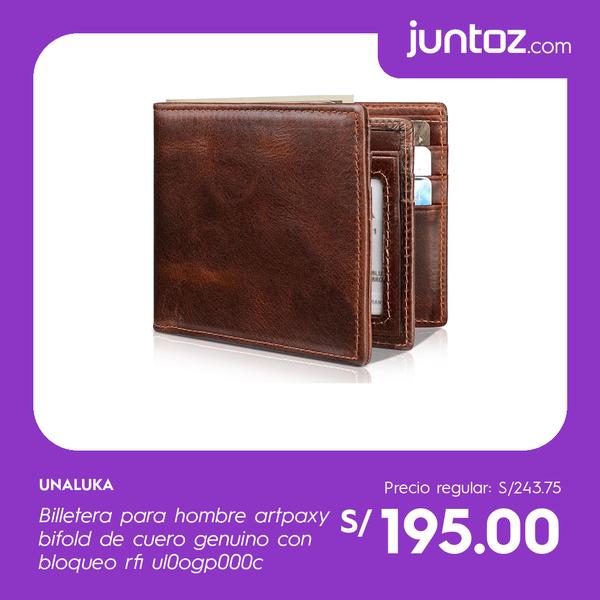 juntoz.com
UNALUKA
Billetera para hombre artpaxy
bifold de cuero genuino con
bloqueo rfi ul0ogp000c
Precio regular: S/243.75
S/195.00